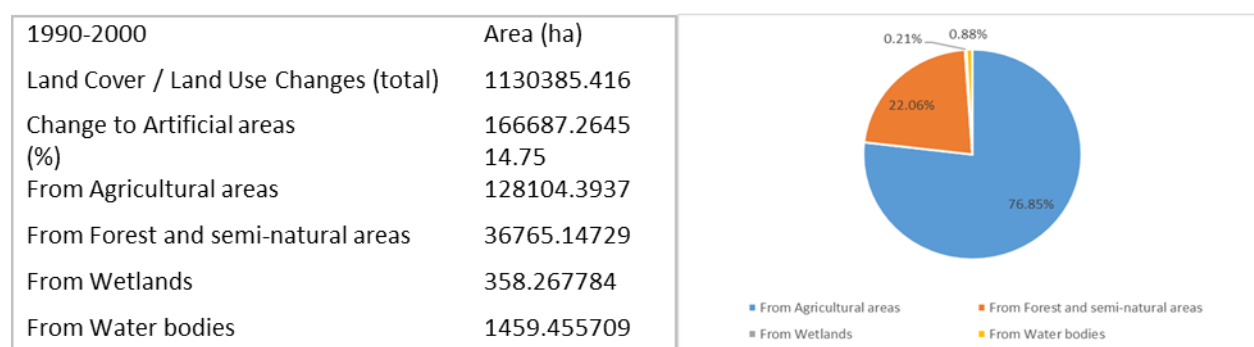 1990-2000 Area (ha)
Land Cover / Land Use Changes (total) 1130385.416
Change to Artificial areas 166687.2645
(%) 14.75
From Agricultural areas 128104.3937
From Forest and semi-natural areas 36765.14729
From Wetlands 358.267784
From Water bodies 1459.455709
0.21% 0.88%
22.06%
76.85%
From Agricultural areas From Forest and semi-natural areas
From Wetlands From Water bodies